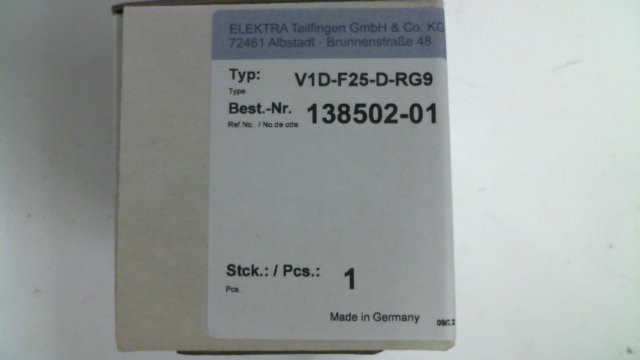 ELEKTRA Tailfingen GmbH & Co. KG
72461 Albstadt · Brunnenstraße 48
Typ: V1D-F25-D-RG9
Type:
Best.-Nr. 138502-01
Ref.No. / No.de cde.
Stck.: / Pcs.: 1
Pcs.:
Made in Germany